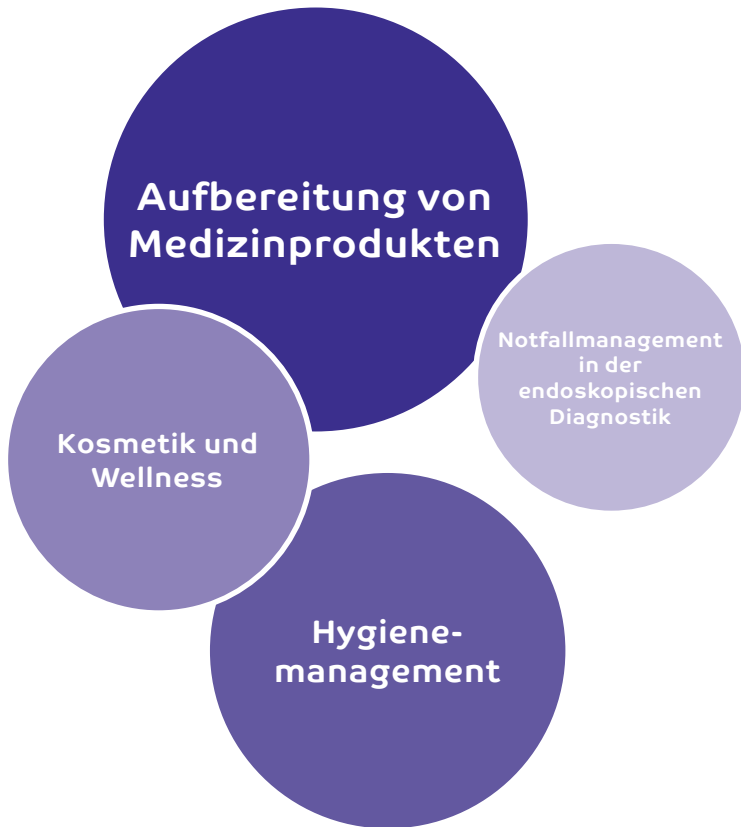 Aufbereitung von
Medizinprodukten
Notfallmanagement
in der
endoskopischen
Diagnostik
Kosmetik und
Wellness
Hygiene-
management